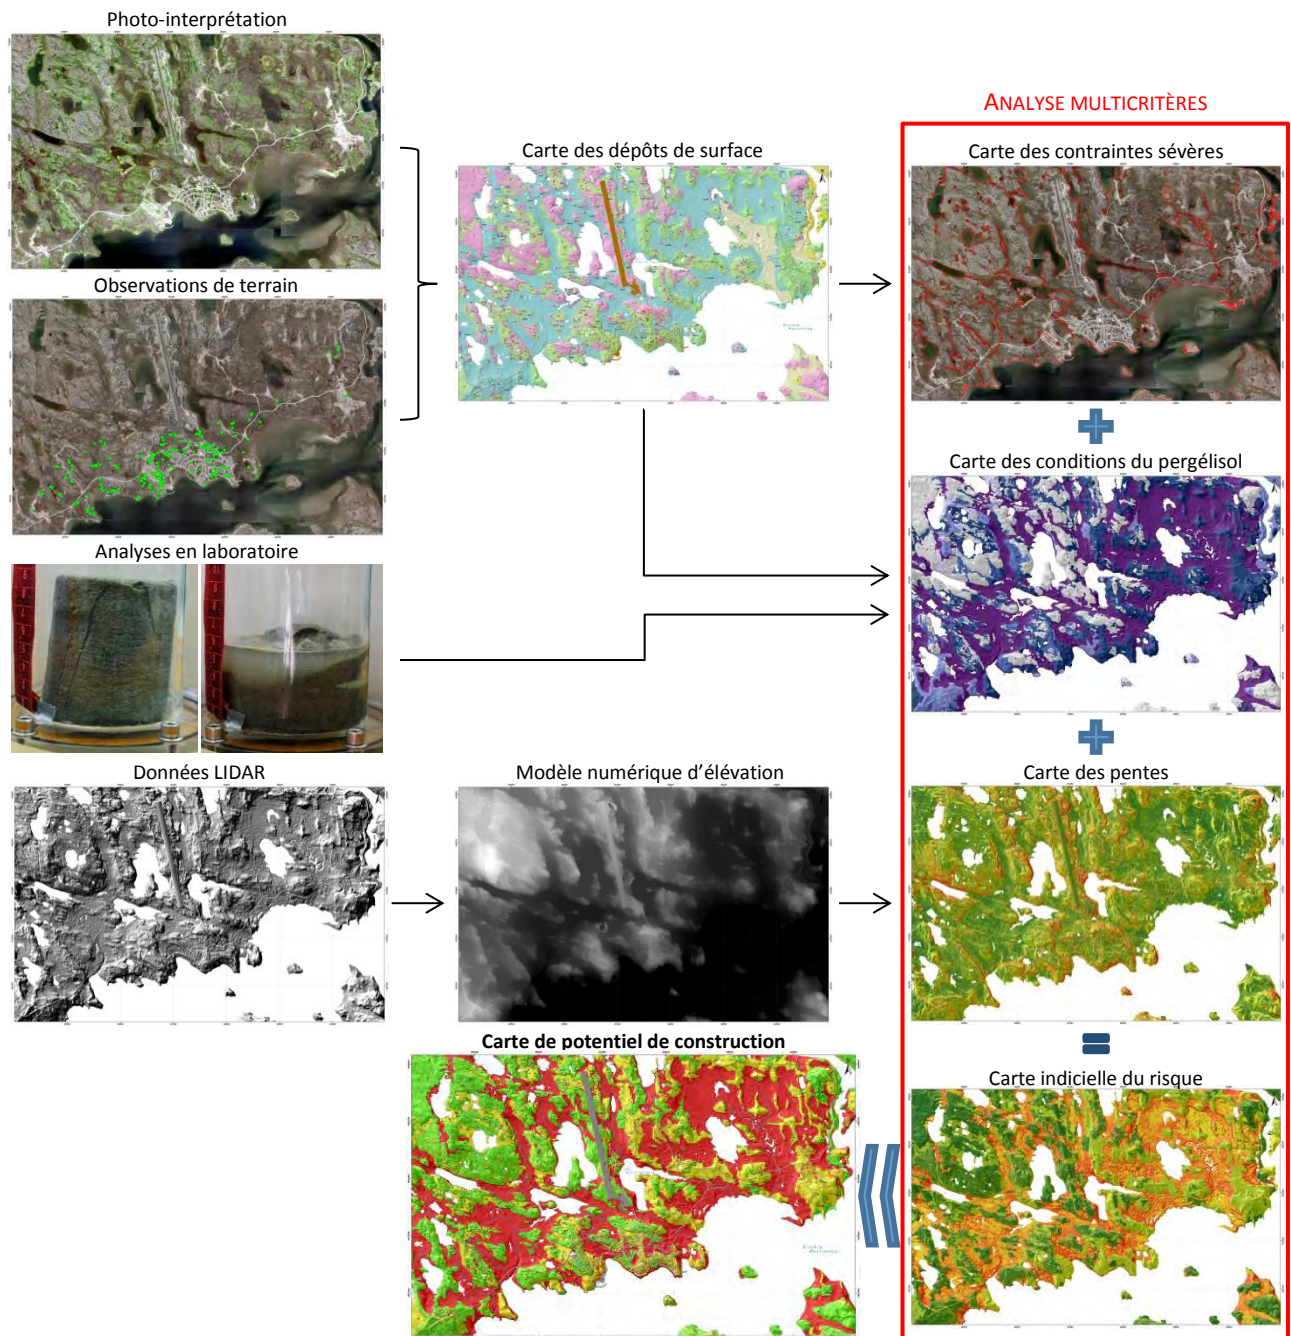 Photo-interprétation
ANALYSE MULTICRITÈRES
Carte des dépôts de surface
Carte des contraintes sévères
Observations de terrain
Carte des conditions du pergélisol
Analyses en laboratoire
Données LIDAR
Modèle numérique d'élévation
Carte des pentes
Carte de potentiel de construction
Carte indicielle du risque